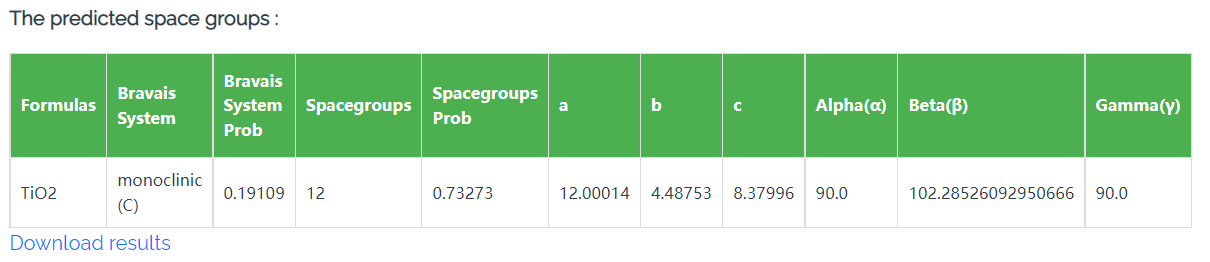 The predicted space groups :
Formulas Bravais System Bravais System Prob Spacegroups Spacegroups Prob a b c Alpha(α) Beta(β) Gamma(γ)
TiO2 monoclinic (C) 0.19109 12 0.73273 12.00014 4.48753 8.37996 90.0 102.28526092950666 90.0
Download results